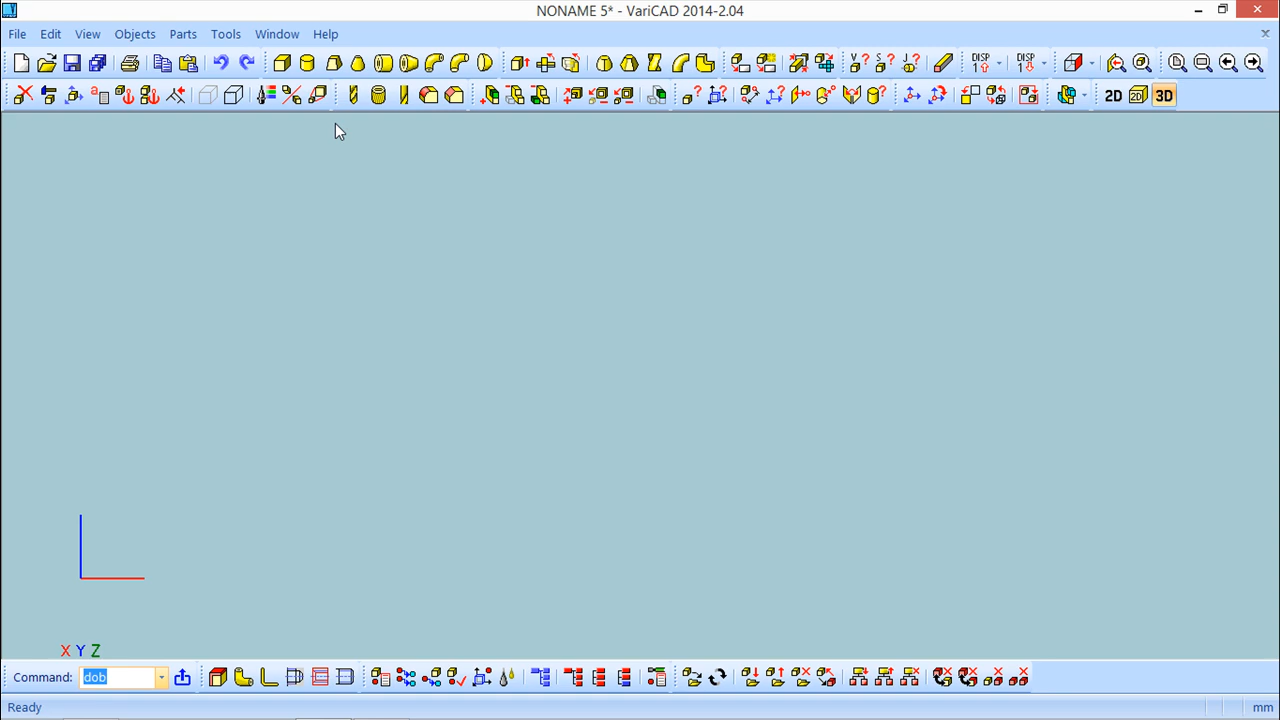 NONAME 5* - VariCAD 2014-2.04
File Edit View Objects Parts Tools Window Help
DISP DISP
2D 2D 3D
X Y Z
Command: dob
Ready mm